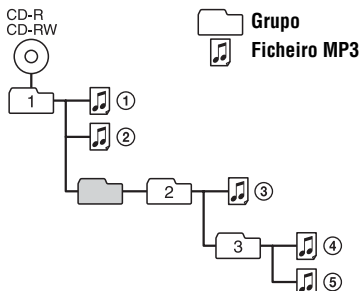 CD-R
CD-RW
Grupo
Ficheiro MP3
1
①
②
2
③
3
④
⑤